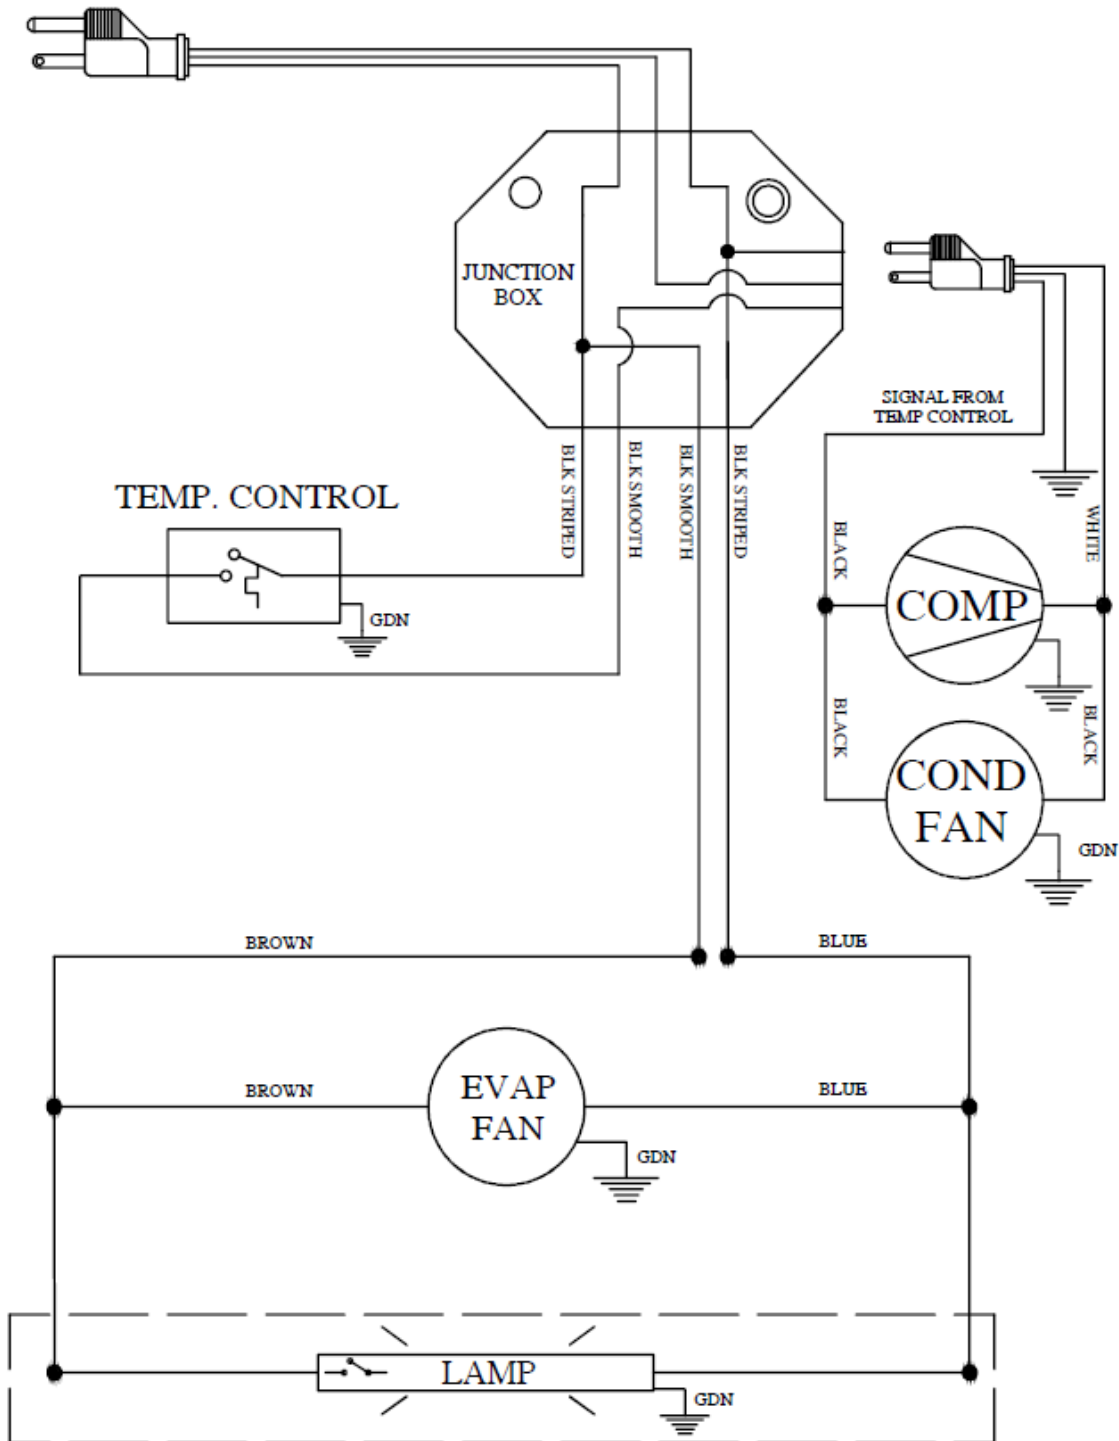 JUNCTION
BOX
SIGNAL FROM
TEMP CONTROL
BLK STRIPED
BLK SMOOTH
BLK SMOOTH
BLK STRIPED
TEMP. CONTROL
GDN
BLACK
WHITE
COMP
BLACK
BLACK
COND
FAN
GDN
BROWN
BLUE
BROWN
EVAP
FAN
BLUE
GDN
LAMP
GDN